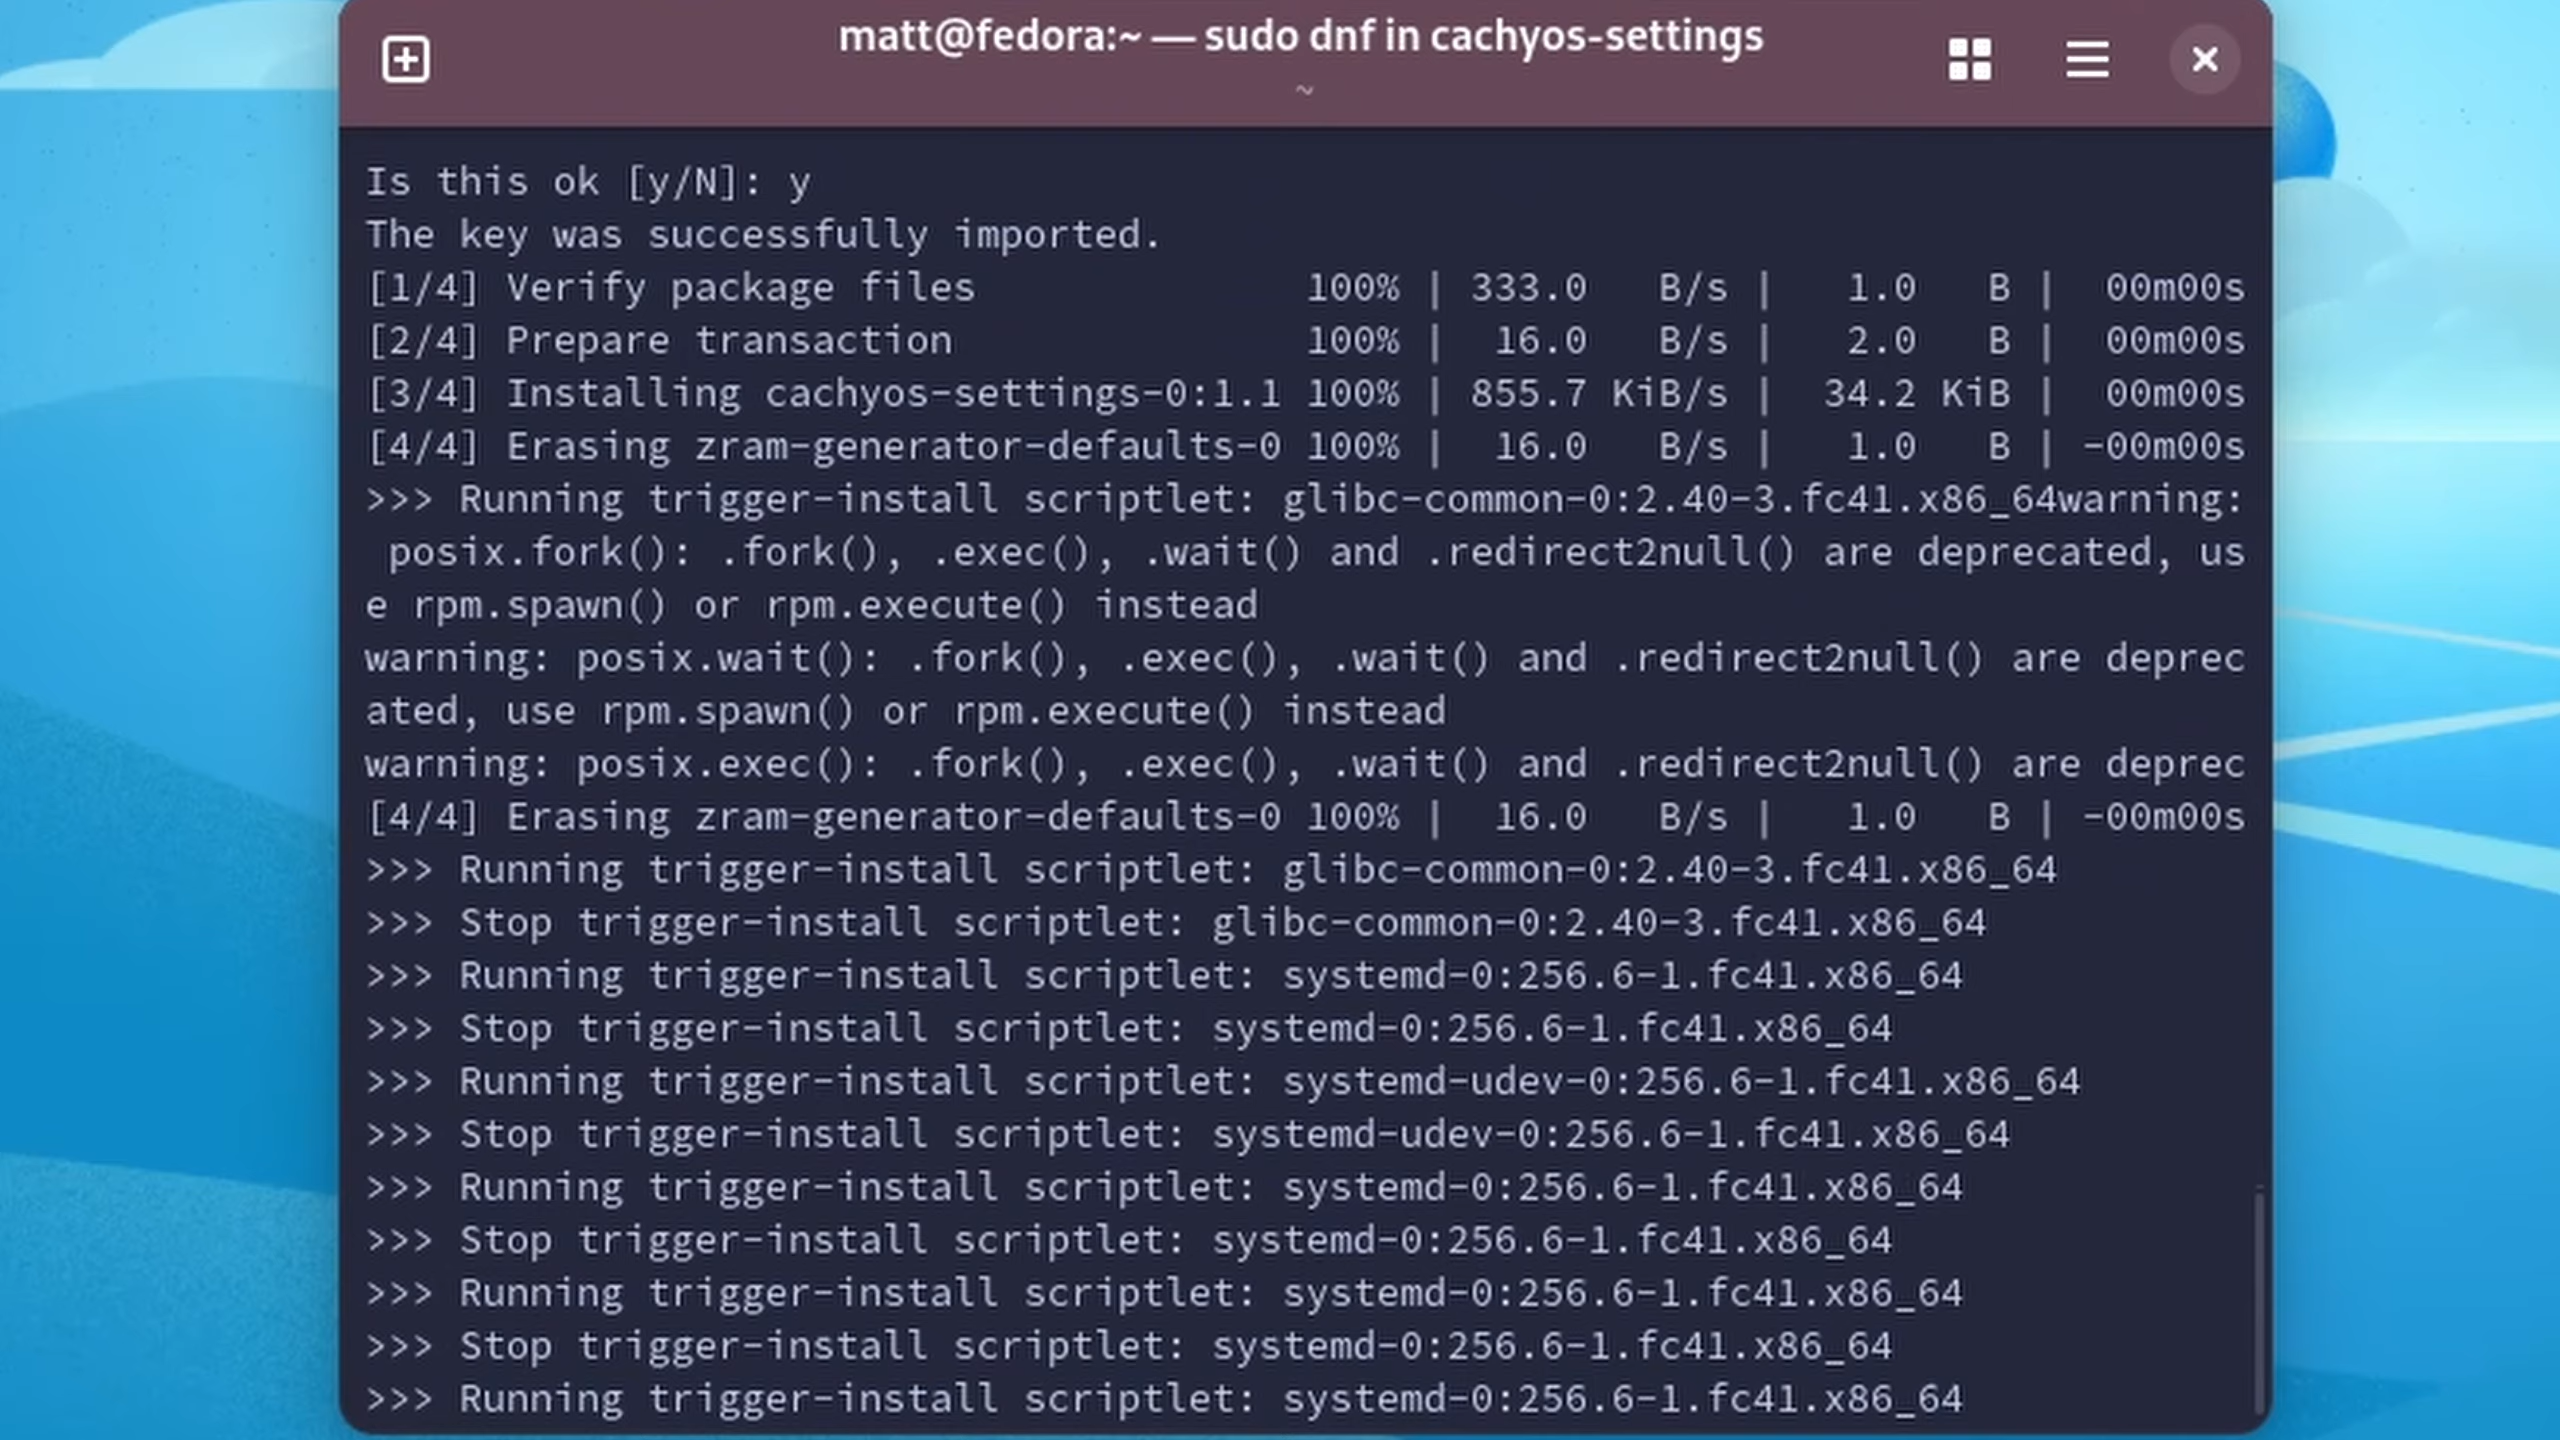 matt@fedora:~ — sudo dnf in cachyos-settings
~
Is this ok [y/N]: y
The key was successfully imported.
[1/4] Verify package files 100% | 333.0 B/s | 1.0 B | 00m00s
[2/4] Prepare transaction 100% | 16.0 B/s | 2.0 B | 00m00s
[3/4] Installing cachyos-settings-0:1.1 100% | 855.7 KiB/s | 34.2 KiB | 00m00s
[4/4] Erasing zram-generator-defaults-0 100% | 16.0 B/s | 1.0 B | -00m00s
>>> Running trigger-install scriptlet: glibc-common-0:2.40-3.fc41.x86_64warning:
posix.fork(): .fork(), .exec(), .wait() and .redirect2null() are deprecated, us
e rpm.spawn() or rpm.execute() instead
warning: posix.wait(): .fork(), .exec(), .wait() and .redirect2null() are deprec
ated, use rpm.spawn() or rpm.execute() instead
warning: posix.exec(): .fork(), .exec(), .wait() and .redirect2null() are deprec
[4/4] Erasing zram-generator-defaults-0 100% | 16.0 B/s | 1.0 B | -00m00s
>>> Running trigger-install scriptlet: glibc-common-0:2.40-3.fc41.x86_64
>>> Stop trigger-install scriptlet: glibc-common-0:2.40-3.fc41.x86_64
>>> Running trigger-install scriptlet: systemd-0:256.6-1.fc41.x86_64
>>> Stop trigger-install scriptlet: systemd-0:256.6-1.fc41.x86_64
>>> Running trigger-install scriptlet: systemd-udev-0:256.6-1.fc41.x86_64
>>> Stop trigger-install scriptlet: systemd-udev-0:256.6-1.fc41.x86_64
>>> Running trigger-install scriptlet: systemd-0:256.6-1.fc41.x86_64
>>> Stop trigger-install scriptlet: systemd-0:256.6-1.fc41.x86_64
>>> Running trigger-install scriptlet: systemd-0:256.6-1.fc41.x86_64
>>> Stop trigger-install scriptlet: systemd-0:256.6-1.fc41.x86_64
>>> Running trigger-install scriptlet: systemd-0:256.6-1.fc41.x86_64